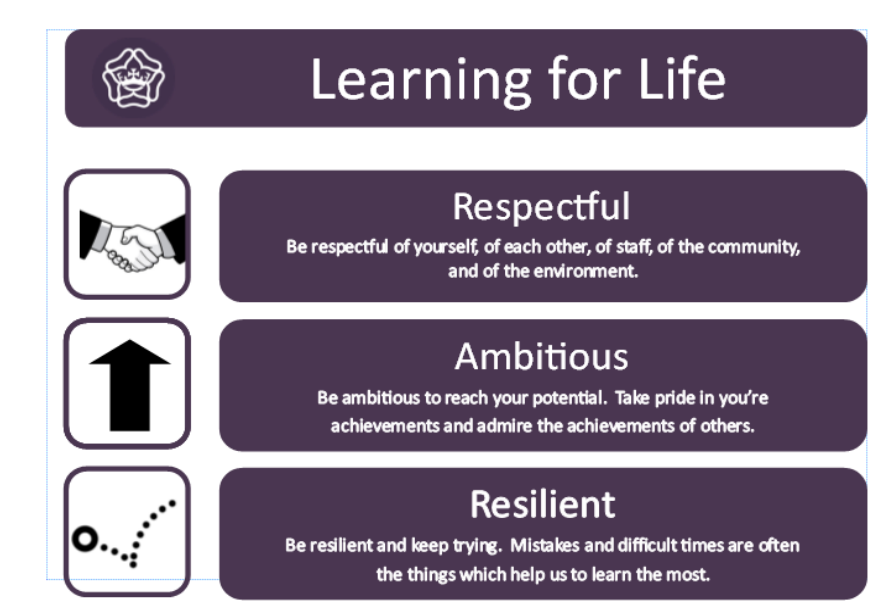 Learning for Life
Respectful
Be respectful of yourself, of each other, of staff, of the community,
and of the environment.
Ambitious
Be ambitious to reach your potential.  Take pride in you’re
achievements and admire the achievements of others.
Resilient
Be resilient and keep trying.  Mistakes and difficult times are often
the things which help us to learn the most.